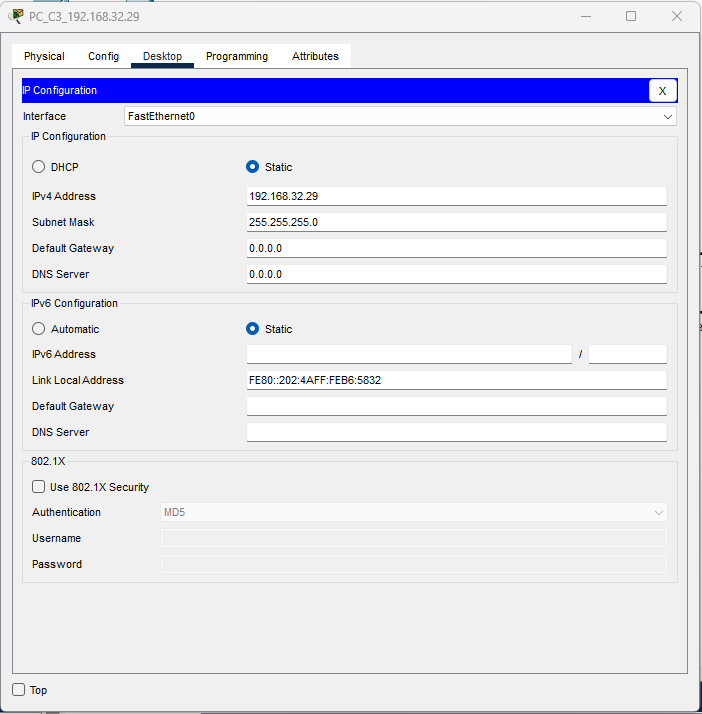 PC_C3_192.168.32.29
Physical Config Desktop Programming Attributes
IP Configuration X
Interface FastEthernet0
IP Configuration
DHCP Static
IPv4 Address 192.168.32.29
Subnet Mask 255.255.255.0
Default Gateway 0.0.0.0
DNS Server 0.0.0.0
IPv6 Configuration
Automatic Static
IPv6 Address /
Link Local Address FE80::202:4AFF:FEB6:5832
Default Gateway
DNS Server
802.1X
Use 802.1X Security
Authentication MD5
Username
Password
Top